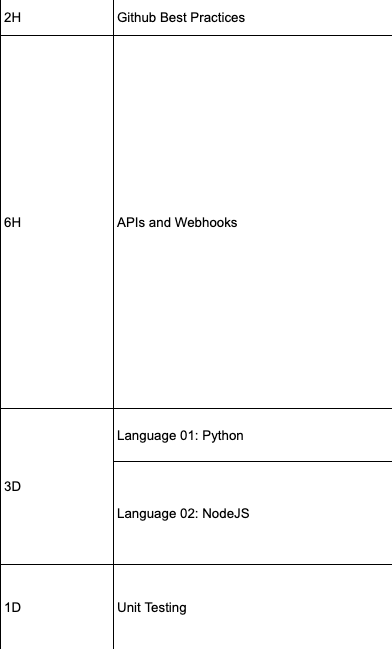 2H
Github Best Practices
6H
APIs and Webhooks
3D
Language 01: Python
Language 02: NodeJS
1D
Unit Testing